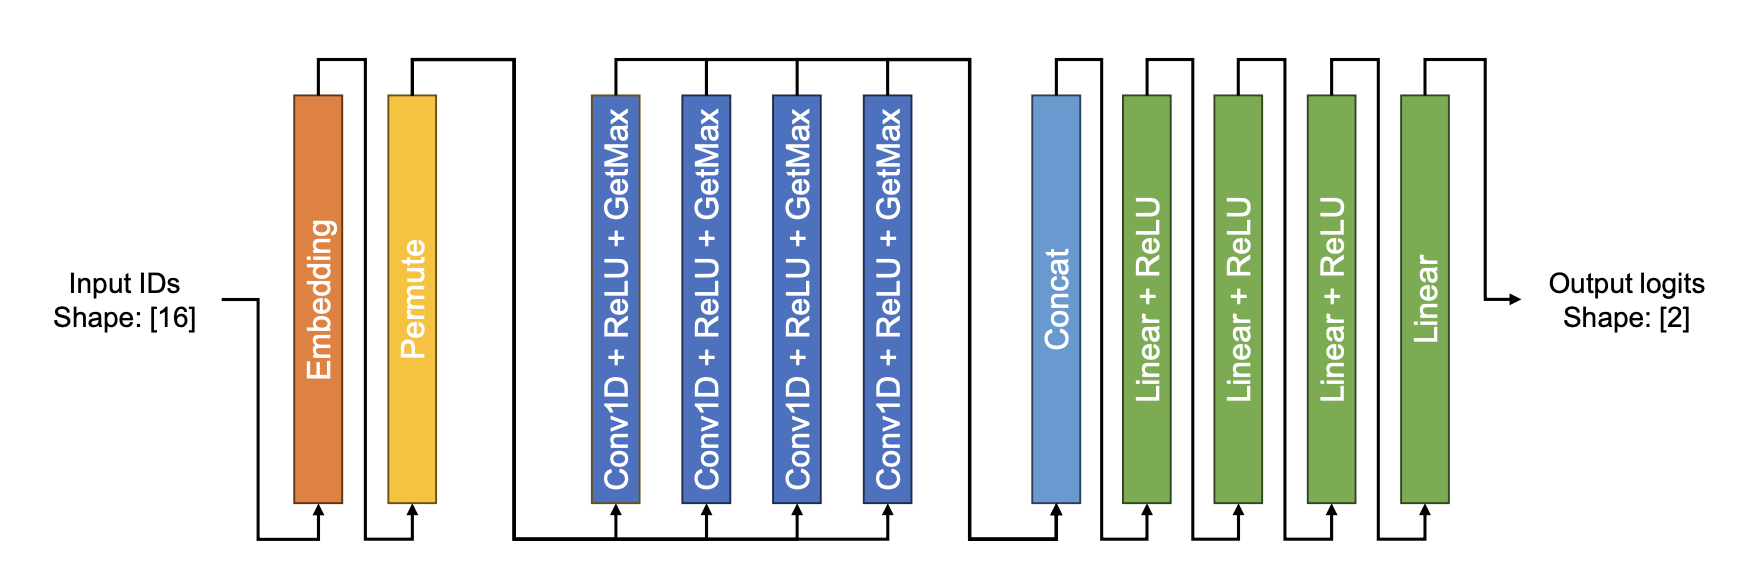 Input IDs
Shape: [16]
Embedding
Permute
Conv1D + ReLU + GetMax
Conv1D + ReLU + GetMax
Conv1D + ReLU + GetMax
Conv1D + ReLU + GetMax
Concat
Linear + ReLU
Linear + ReLU
Linear + ReLU
Linear
Output logits
Shape: [2]